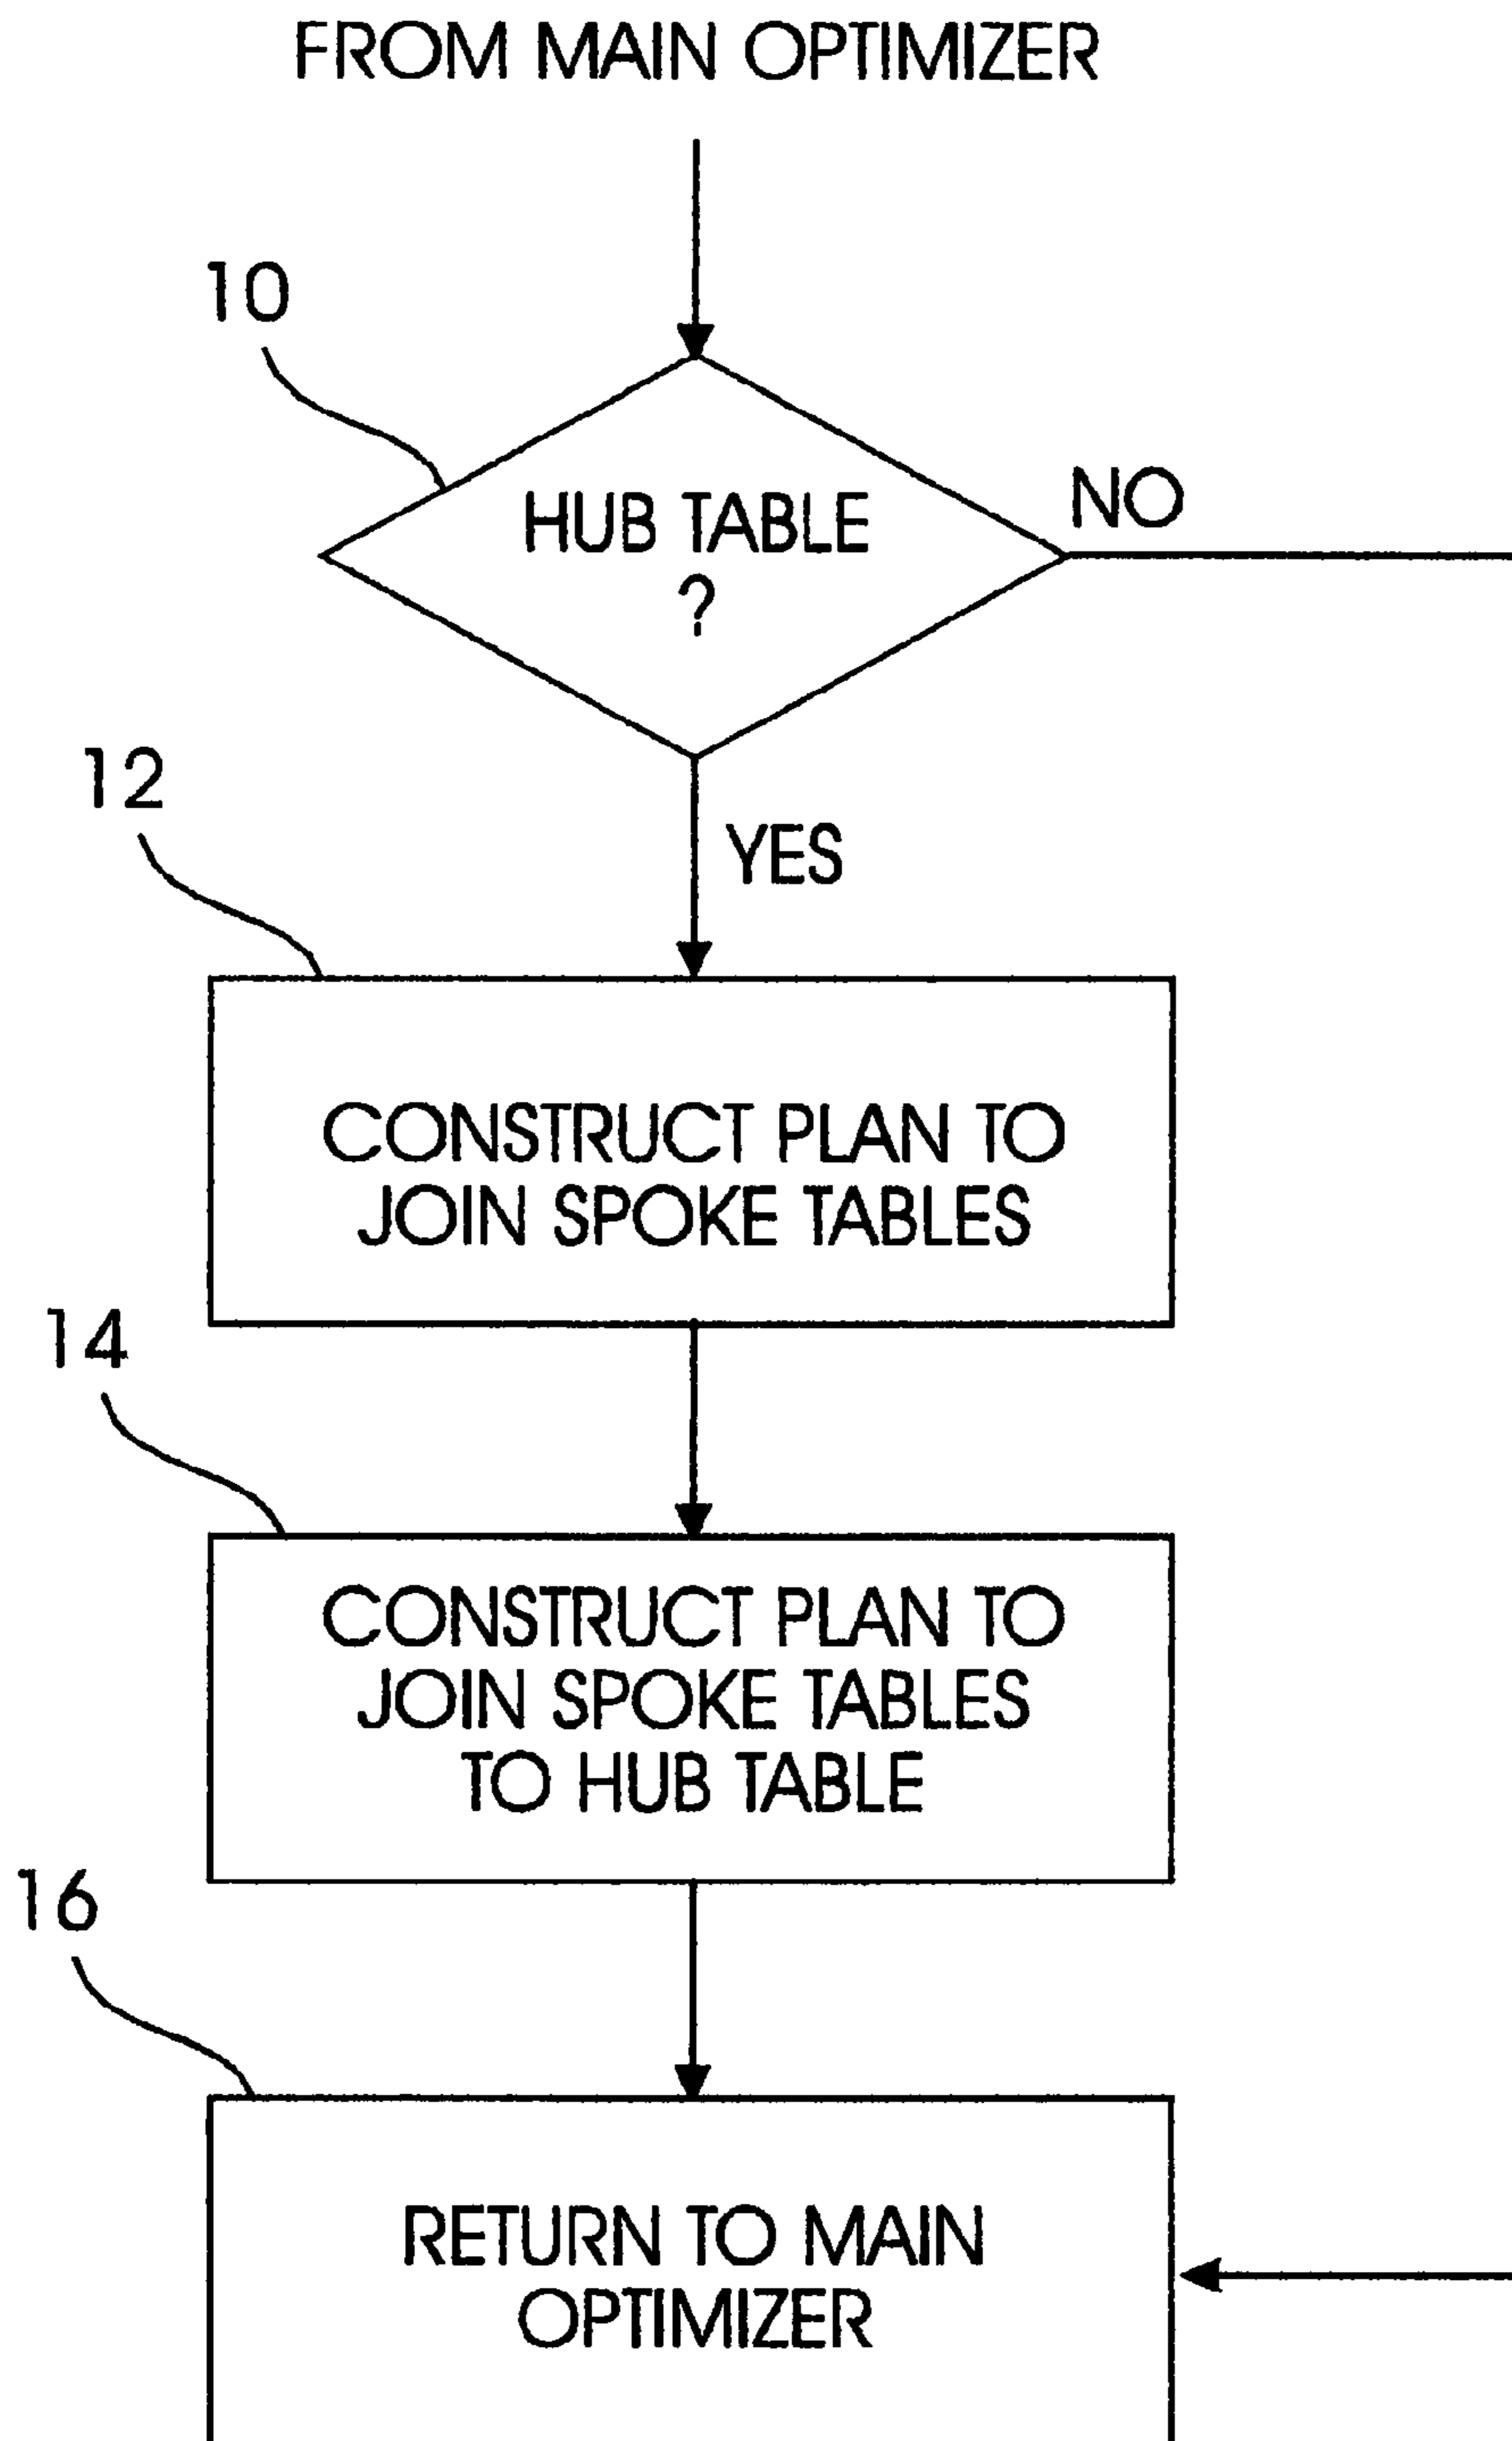 FROM MAIN OPTIMIZER
10
HUB TABLE
?
NO
12
YES
CONSTRUCT PLAN TO
JOIN SPOKE TABLES
14
CONSTRUCT PLAN TO
JOIN SPOKE TABLES
TO HUB TABLE
16
RETURN TO MAIN
OPTIMIZER